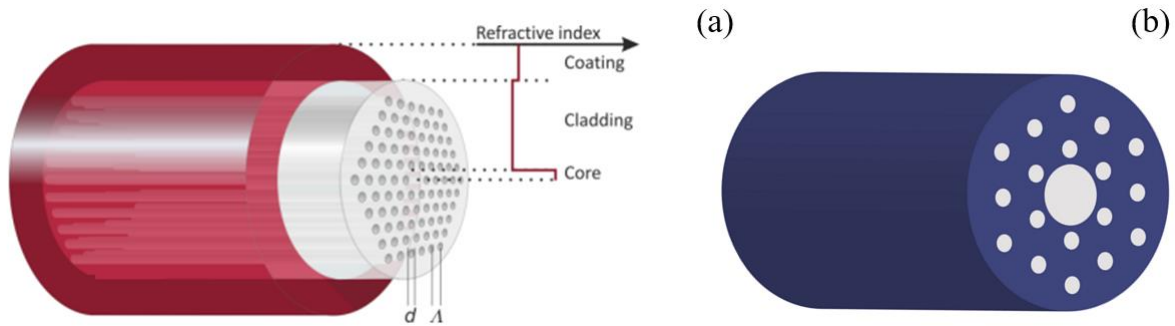 Refractive index
Coating
Cladding
Core
d Λ
(a)
(b)